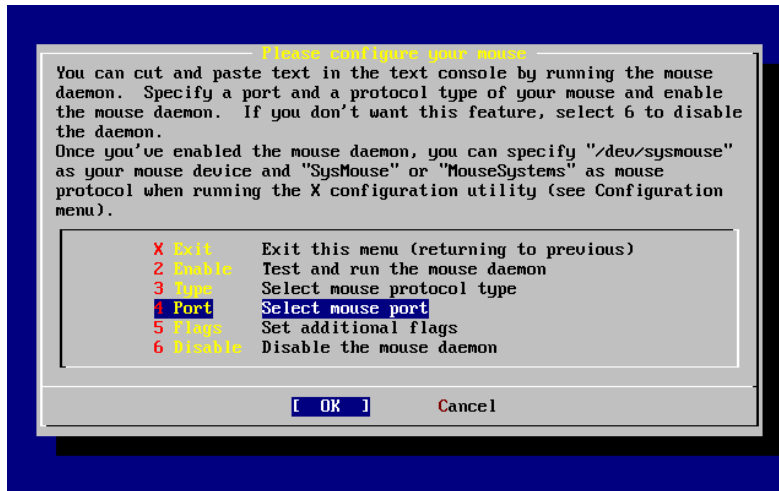 Please configure your mouse
You can cut and paste text in the text console by running the mouse
daemon.  Specify a port and a protocol type of your mouse and enable
the mouse daemon.  If you don't want this feature, select 6 to disable
the daemon.
Once you've enabled the mouse daemon, you can specify "/dev/sysmouse"
as your mouse device and "SysMouse" or "MouseSystems" as mouse
protocol when running the X configuration utility (see Configuration
menu).
X Exit     Exit this menu (returning to previous)
2 Enable   Test and run the mouse daemon
3 Type     Select mouse protocol type
4 Port     Select mouse port
5 Flags    Set additional flags
6 Disable  Disable the mouse daemon
[  OK  ]       Cancel